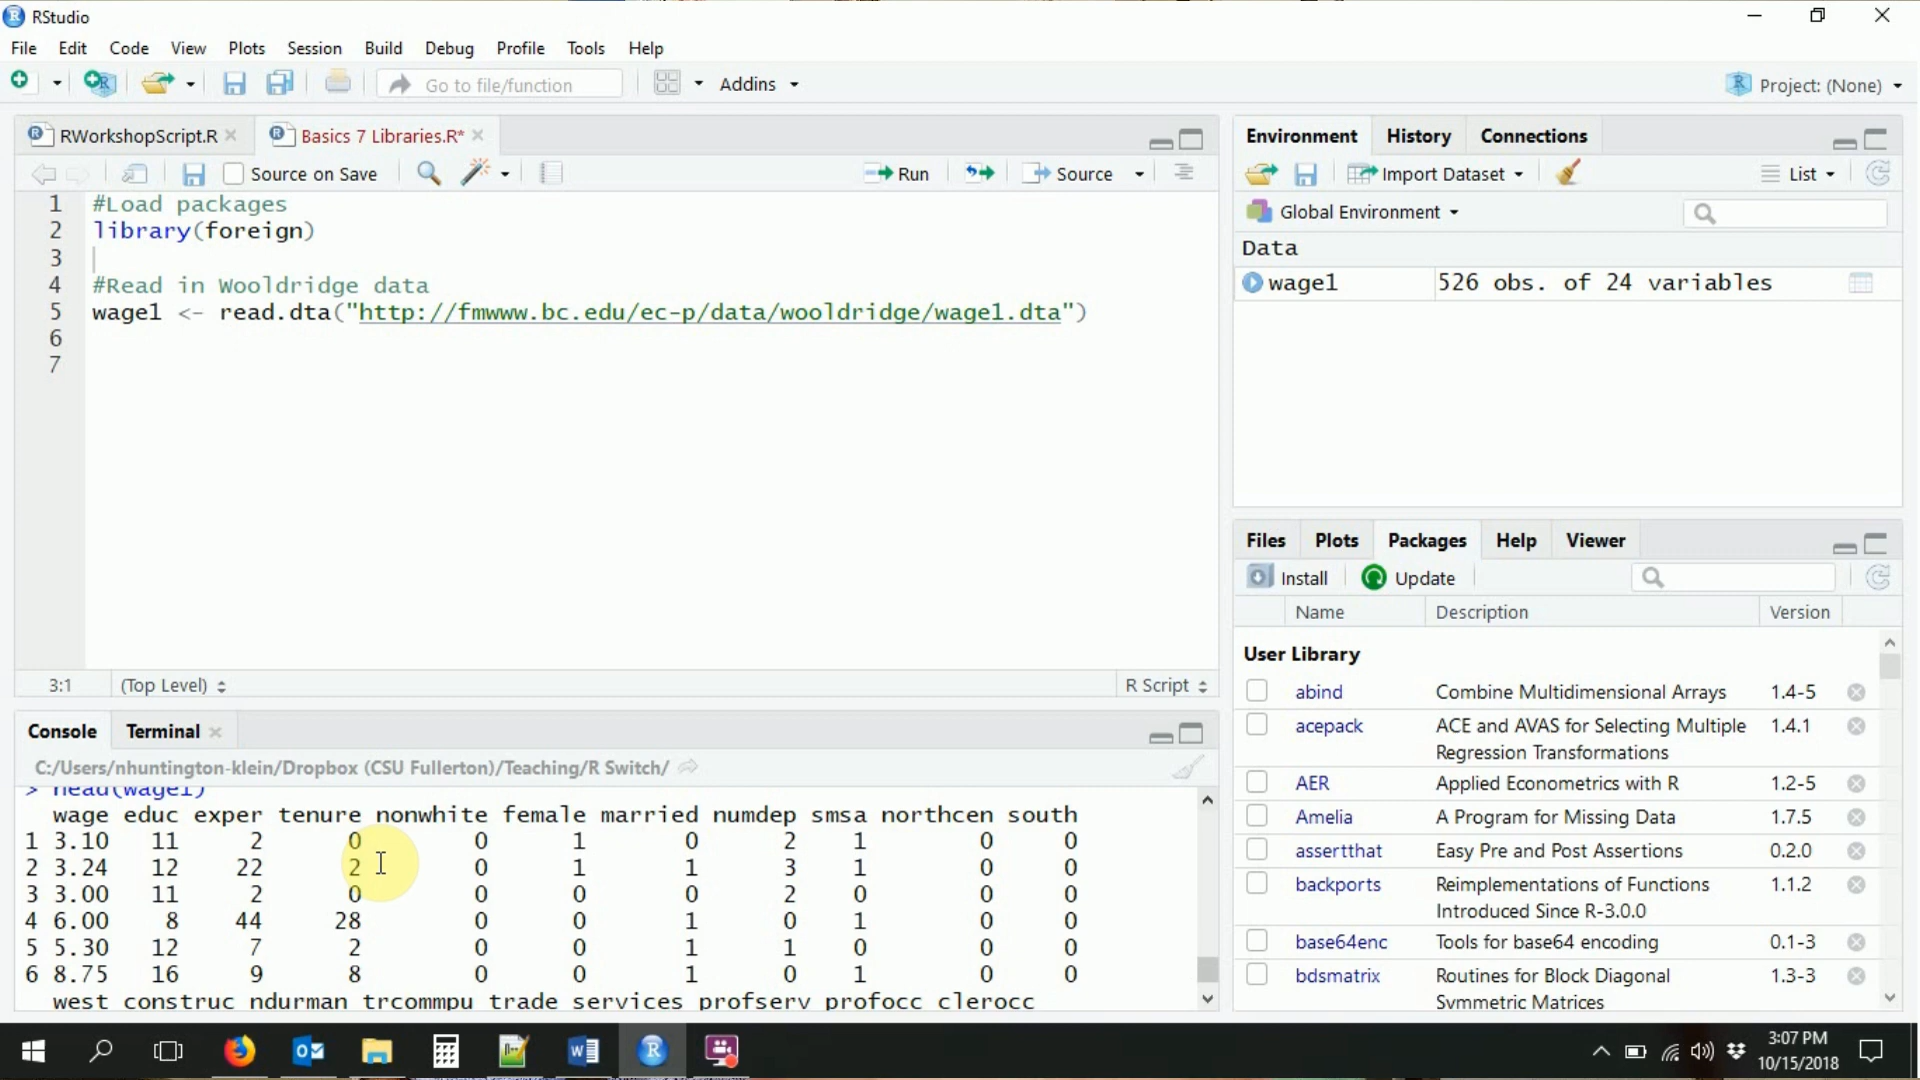 RStudio
File Edit Code View Plots Session Build Debug Profile Tools Help
Go to file/function Addins Project: (None)
RWorkshopScript.R Basics 7 Libraries.R*
Source on Save Run Source
1 #Load packages
2 library(foreign)
3
4 #Read in Wooldridge data
5 wage1 <- read.dta("http://fmwww.bc.edu/ec-p/data/wooldridge/wage1.dta")
6
7
3:1 (Top Level) R Script
Console Terminal
C:/Users/nhuntington-klein/Dropbox (CSU Fullerton)/Teaching/R Switch/
> head(wage1)
wage educ exper tenure nonwhite female married numdep smsa northcen south
1 3.10 11 2 0 0 1 0 2 1 0 0
2 3.24 12 22 2 0 1 1 3 1 0 0
3 3.00 11 2 0 0 0 0 2 0 0 0
4 6.00 8 44 28 0 0 1 0 1 0 0
5 5.30 12 7 2 0 0 1 1 0 0 0
6 8.75 16 9 8 0 0 1 0 1 0 0
west construc ndurman trcommpu trade services profserv profocc clerocc
Environment History Connections
Import Dataset List
Global Environment
Data
wage1 526 obs. of 24 variables
Files Plots Packages Help Viewer
Install Update
Name Description Version
User Library
abind Combine Multidimensional Arrays 1.4-5
acepack ACE and AVAS for Selecting Multiple 1.4.1
Regression Transformations
AER Applied Econometrics with R 1.2-5
Amelia A Program for Missing Data 1.7.5
assertthat Easy Pre and Post Assertions 0.2.0
backports Reimplementations of Functions 1.1.2
Introduced Since R-3.0.0
base64enc Tools for base64 encoding 0.1-3
bdsmatrix Routines for Block Diagonal 1.3-3
Symmetric Matrices
3:07 PM
10/15/2018